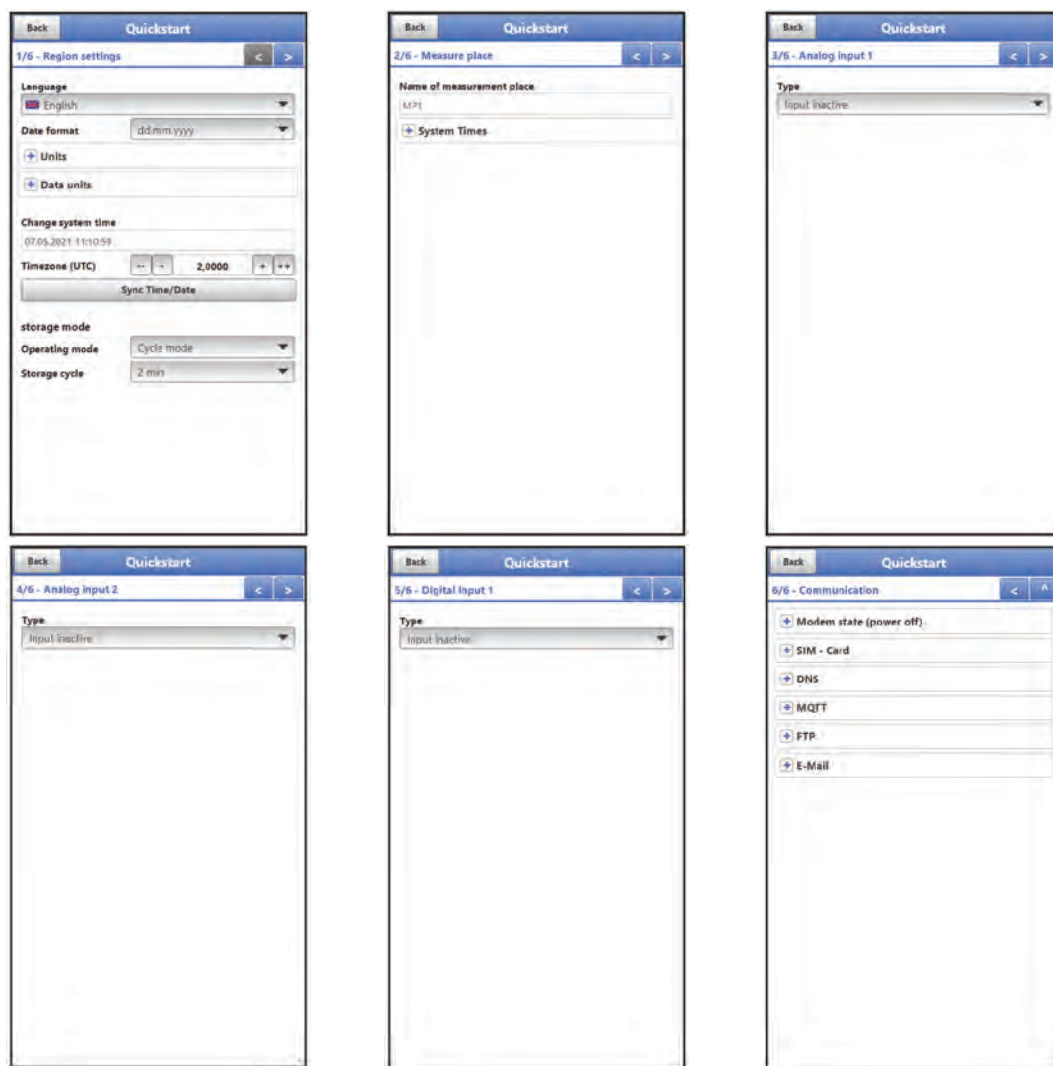 Back Quickstart
1/6 - Region settings < >
Language
English
Date format dd.mm.yyyy
+ Units
+ Data units
Change system time
07.05.2021 11:10:59
Timezone (UTC) -- - 2,0000 + ++
Sync Time/Date
storage mode
Operating mode Cycle mode
Storage cycle 2 min
Back Quickstart
2/6 - Measure place < >
Name of measurement place
MP1
+ System Times
Back Quickstart
3/6 - Analog input 1 < >
Type
Input inactive
Back Quickstart
4/6 - Analog input 2 < >
Type
Input inactive
Back Quickstart
5/6 - Digital Input 1 < >
Type
Input inactive
Back Quickstart
6/6 - Communication < ^
+ Modem state (power off)
+ SIM - Card
+ DNS
+ MQTT
+ FTP
+ E-Mail